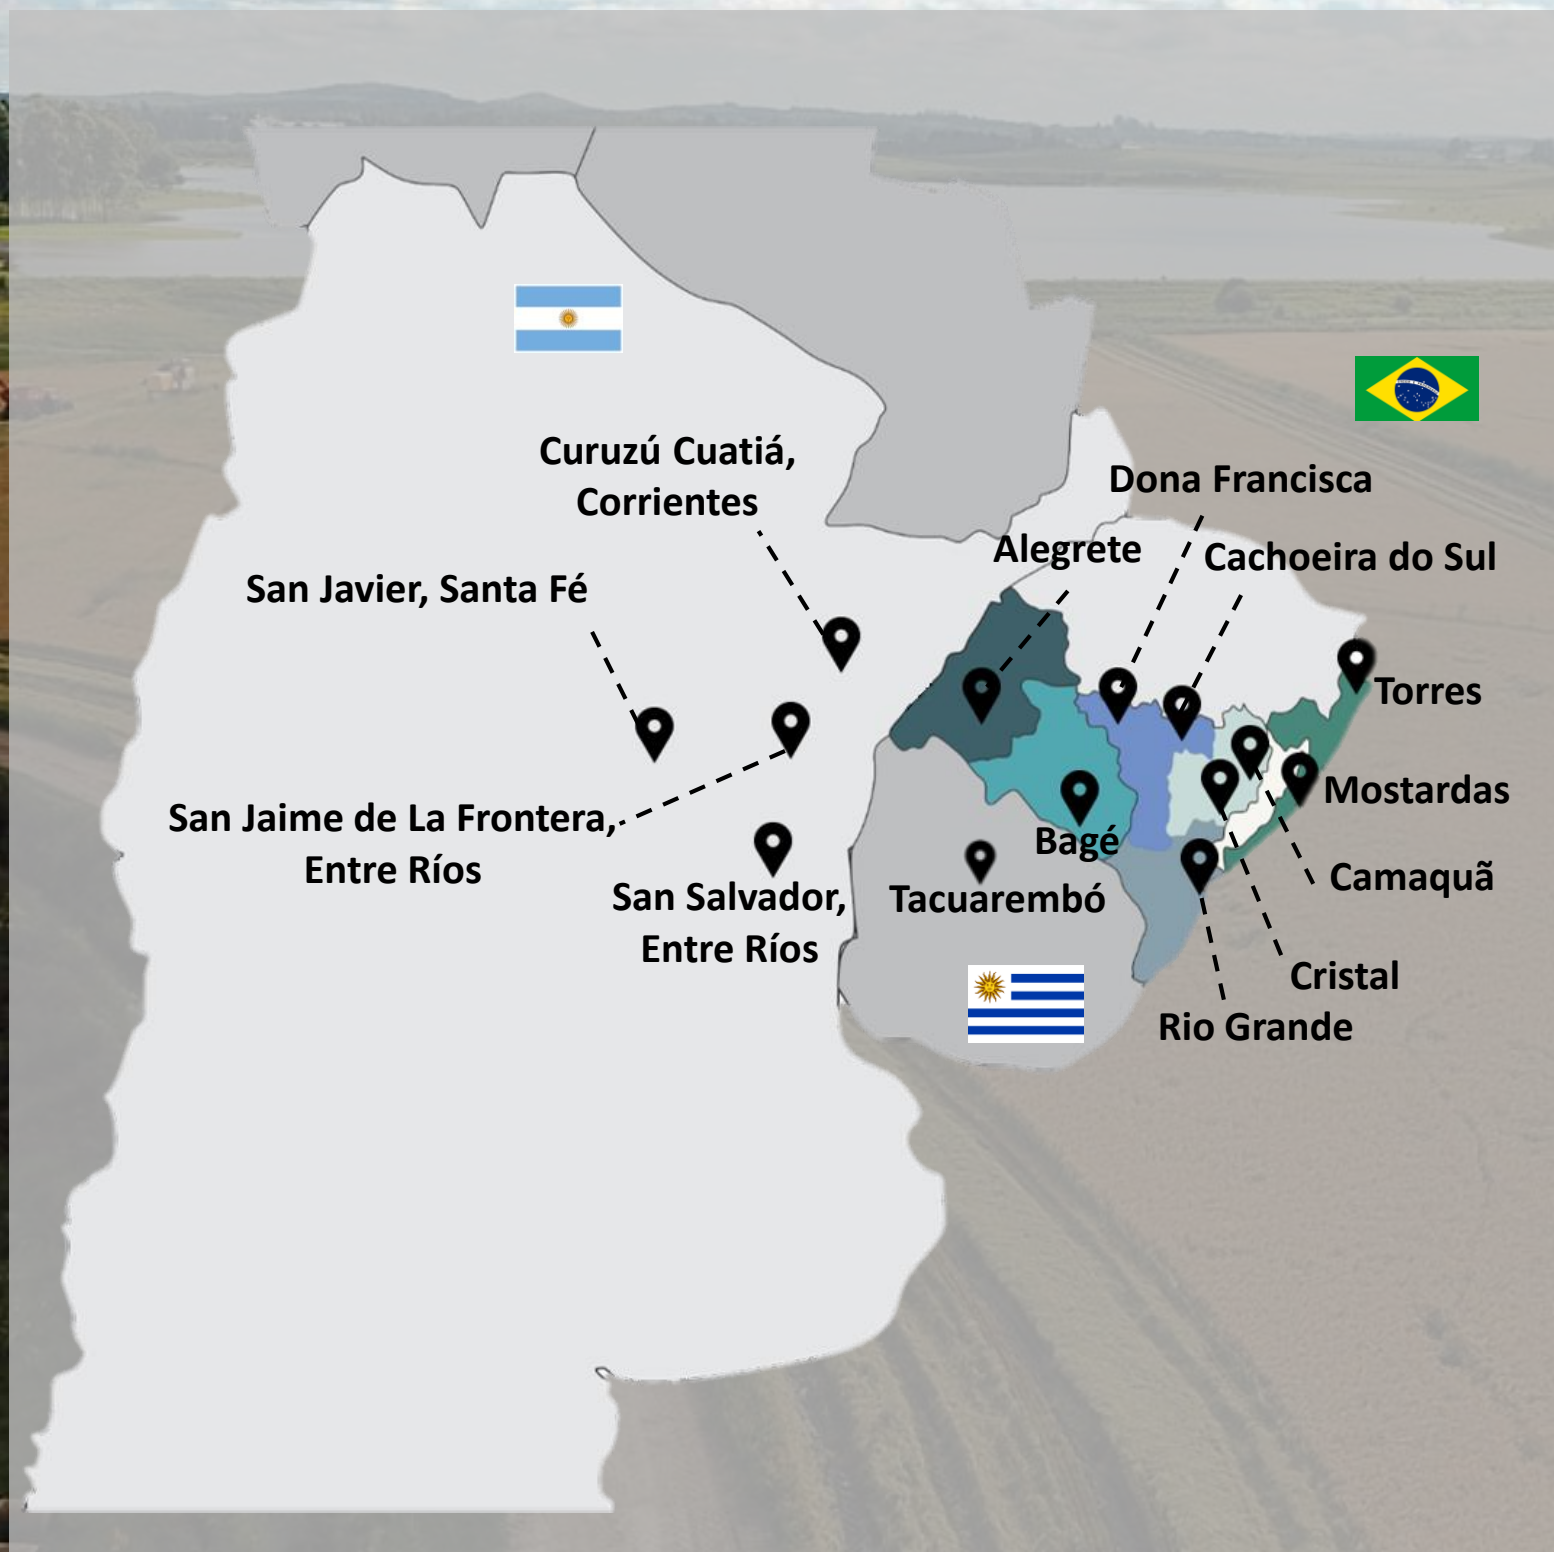 Curuzú Cuatiá,
Corrientes
Dona Francisca
Alegrete
Cachoeira do Sul
San Javier, Santa Fé
Torres
Mostardas
San Jaime de La Frontera,
Entre Ríos
Bagé
Camaquã
San Salvador,
Entre Ríos
Tacuarembó
Cristal
Rio Grande